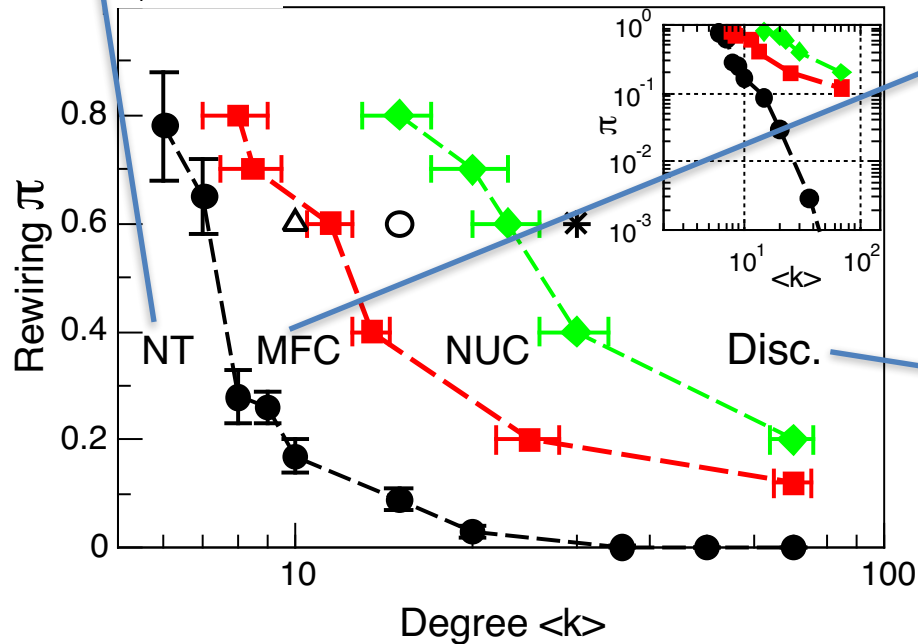 0.8
0.6
0.4
0.2
0
Rewiring π
10
100
Degree <k>
NT
MFC
NUC
Disc.
10⁰
10⁻¹
10⁻²
10⁻³
π
10¹
10²
<k>